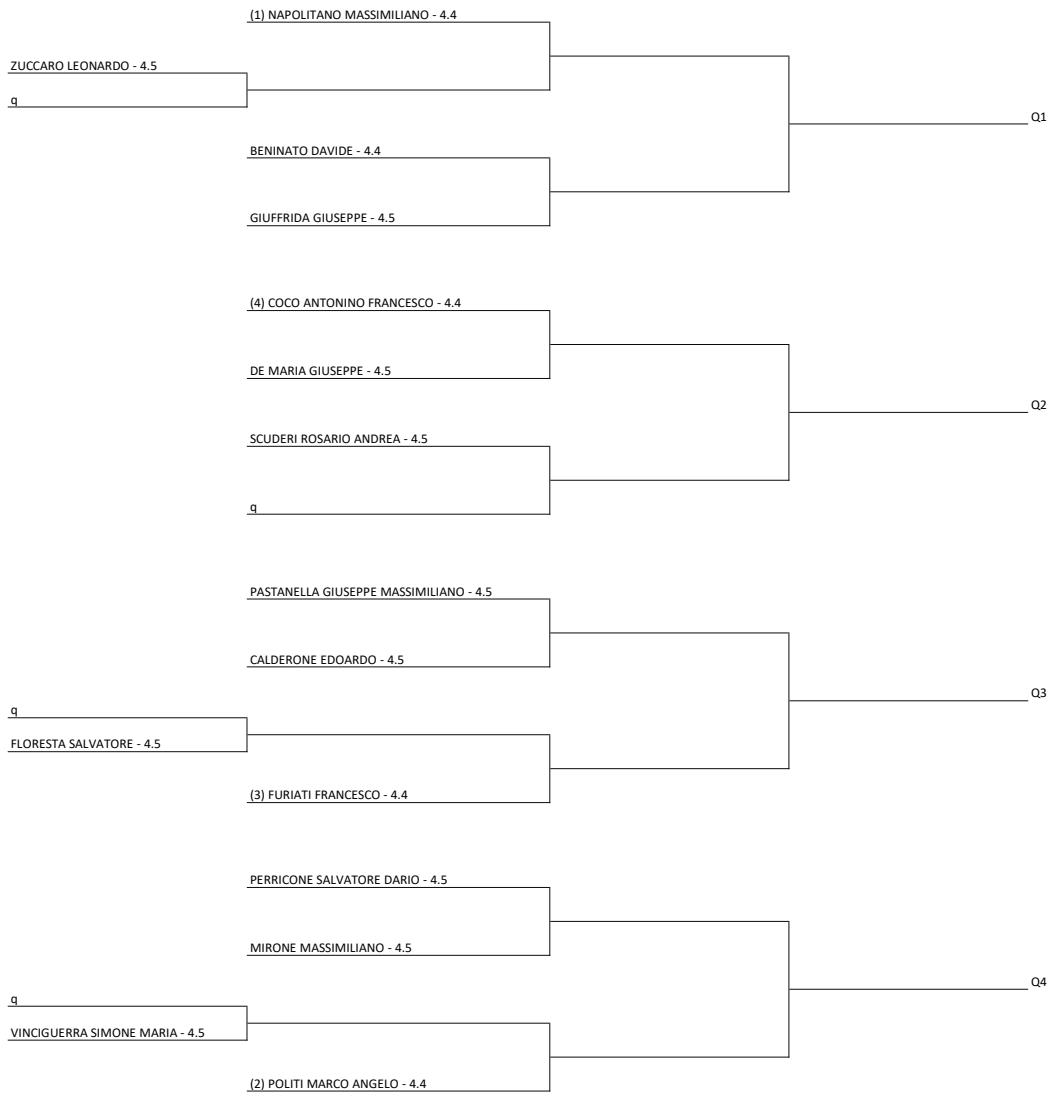 (1) NAPOLITANO MASSIMILIANO - 4.4
ZUCCARO LEONARDO - 4.5
q
Q1
BENINATO DAVIDE - 4.4
GIUFFRIDA GIUSEPPE - 4.5
(4) COCO ANTONINO FRANCESCO - 4.4
DE MARIA GIUSEPPE - 4.5
Q2
SCUDERI ROSARIO ANDREA - 4.5
q
PASTANELLA GIUSEPPE MASSIMILIANO - 4.5
CALDERONE EDOARDO - 4.5
Q3
q
FLORESTA SALVATORE - 4.5
(3) FURIATI FRANCESCO - 4.4
PERRICONE SALVATORE DARIO - 4.5
MIRONE MASSIMILIANO - 4.5
Q4
q
VINCIGUERRA SIMONE MARIA - 4.5
(2) POLITI MARCO ANGELO - 4.4